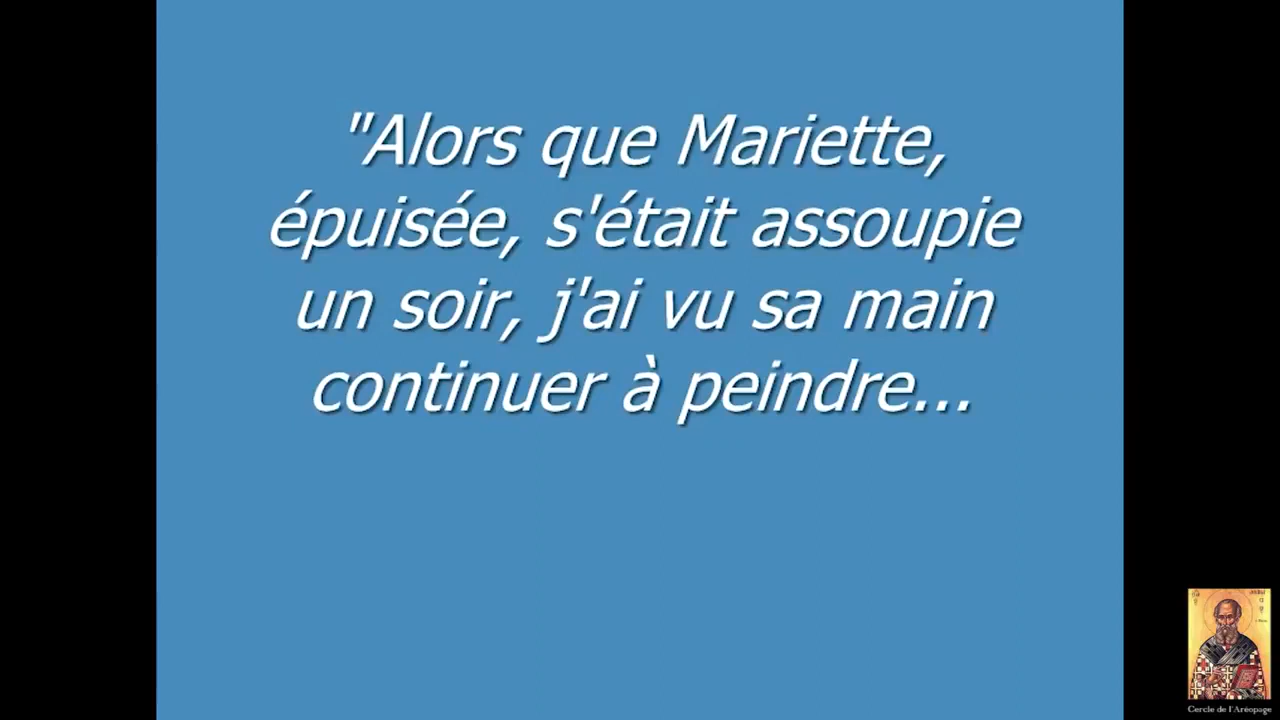 "Alors que Mariette,
épuisée, s'était assoupie
un soir, j'ai vu sa main
continuer à peindre...
Cercle de l'Aréopage